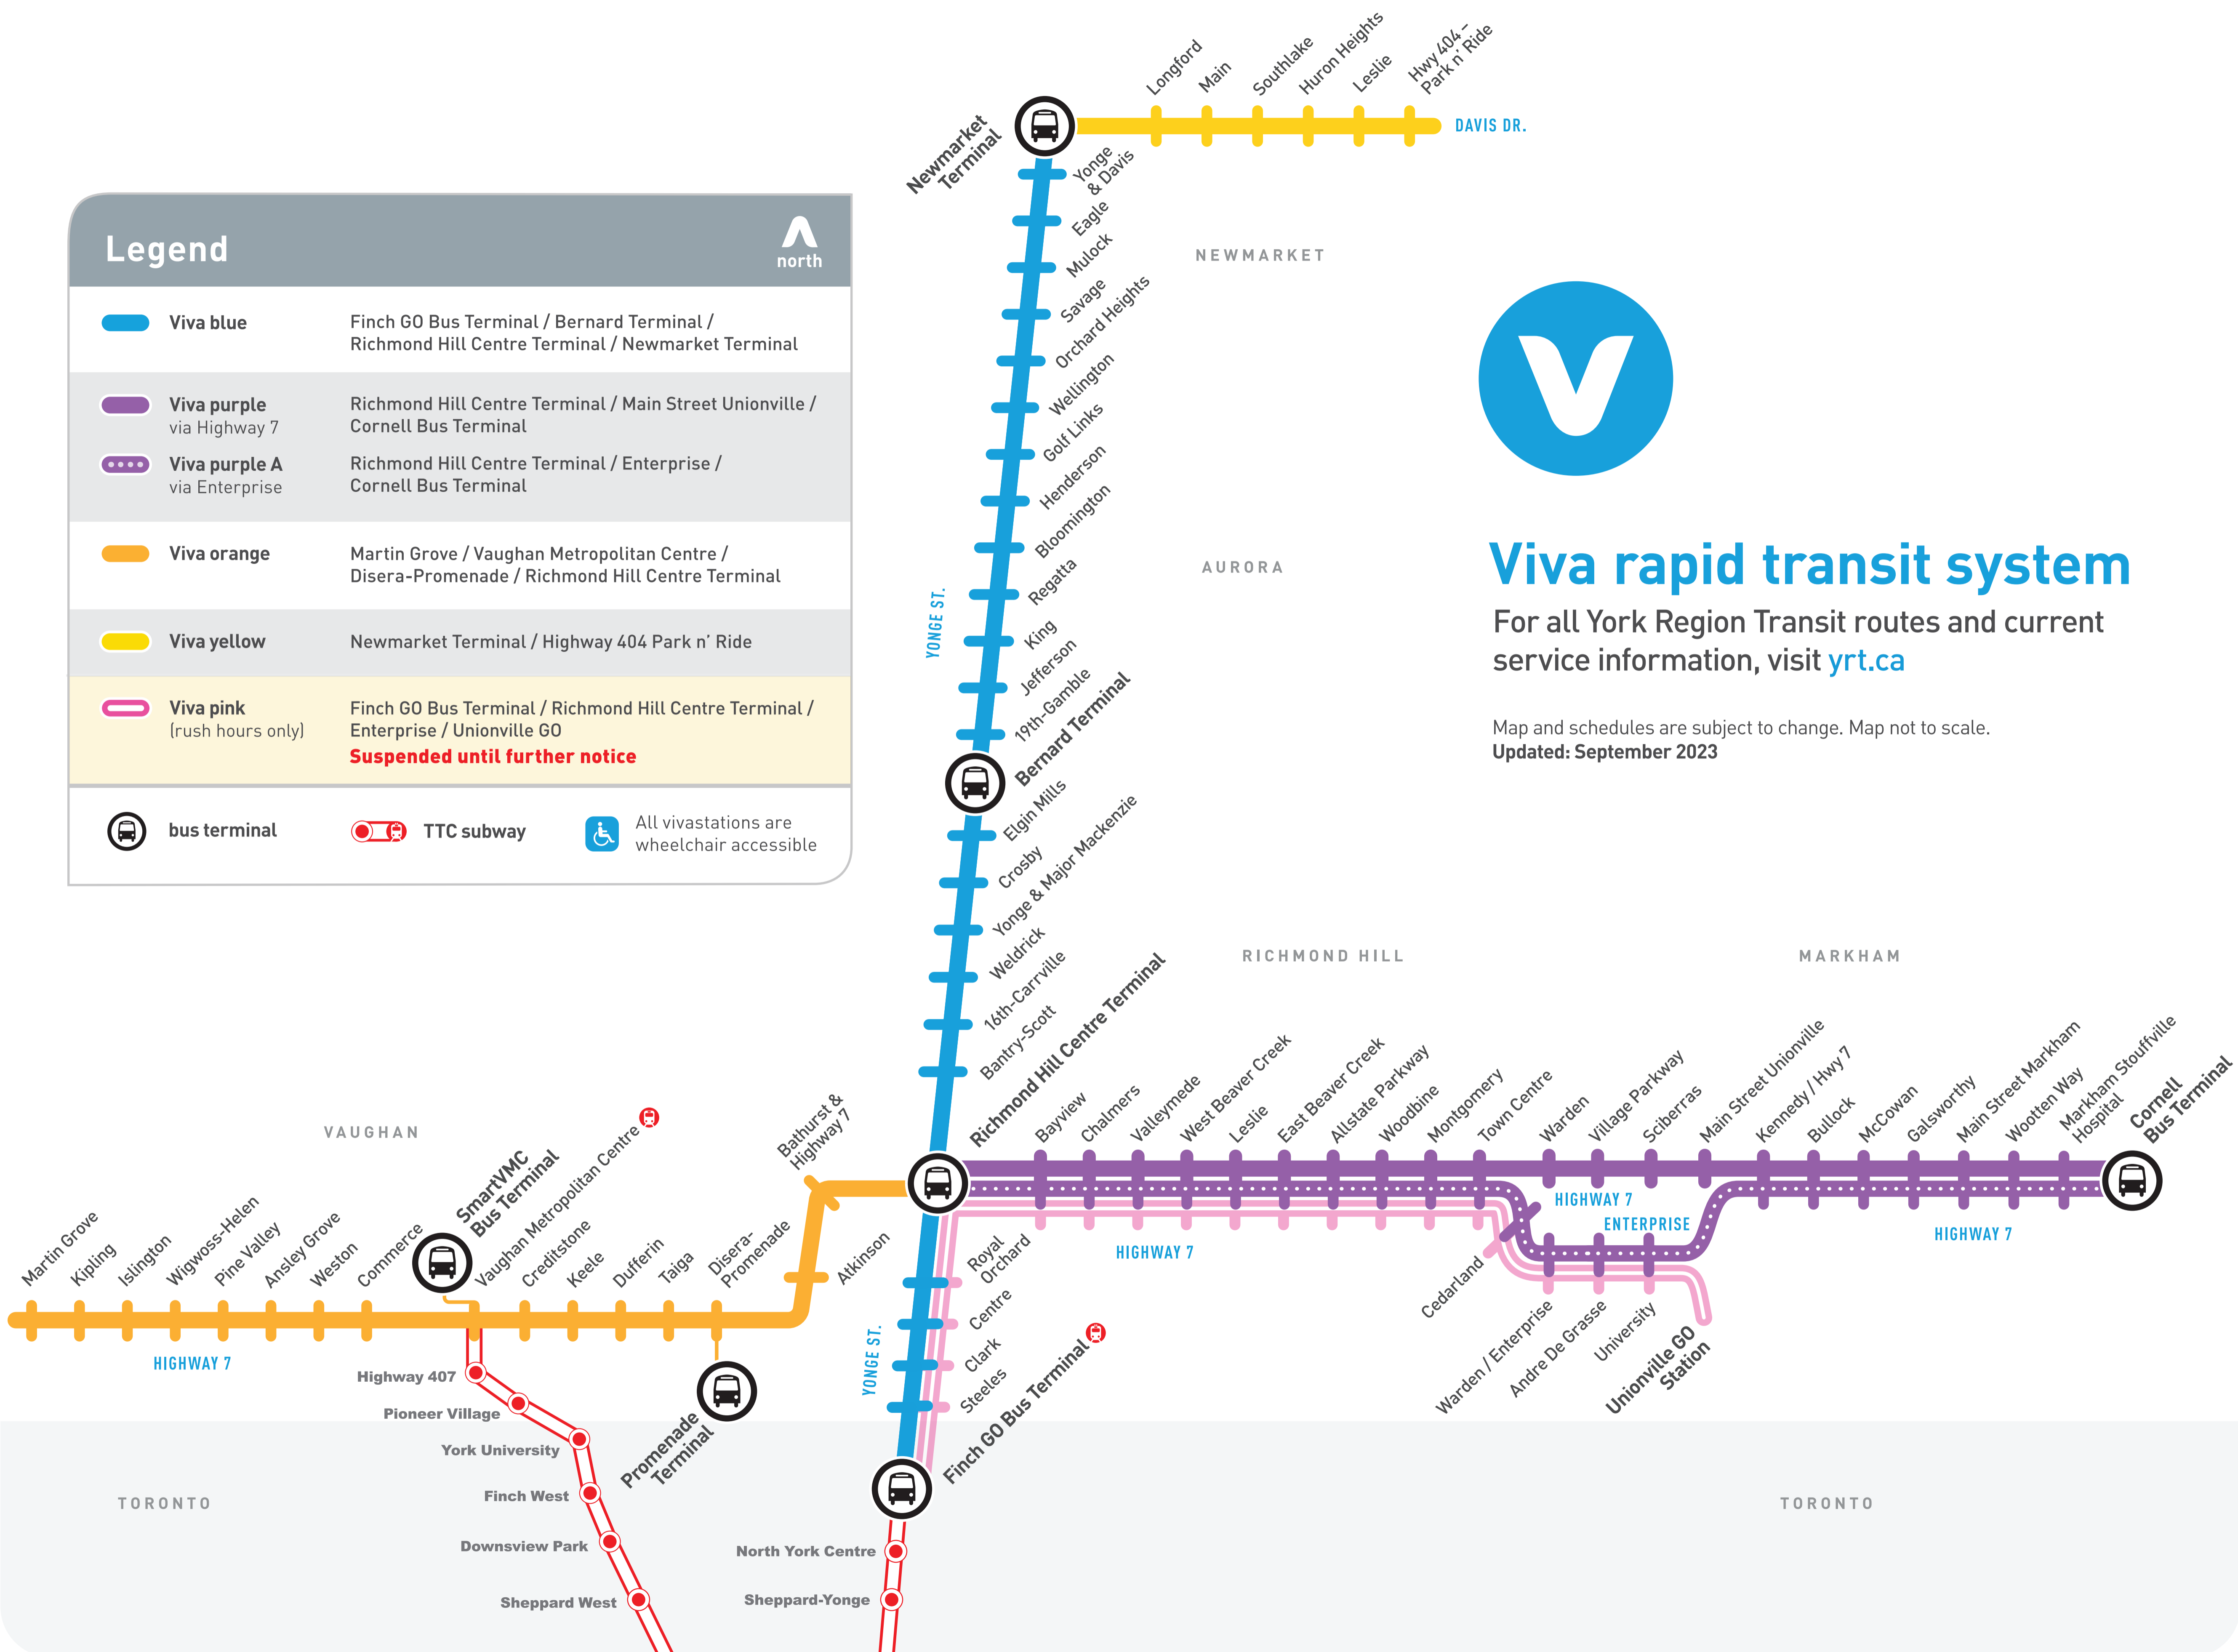 Longford
Main
Southlake
Huron Heights
Leslie
Hwy 404 –
Park n' Ride
DAVIS DR.
Newmarket
Terminal
Yonge
& Davis
Eagle
Mulock
Savage
Orchard Heights
Wellington
Golf Links
Henderson
Bloomington
Regatta
King
Jefferson
19th-Gamble
Bernard Terminal
Elgin Mills
Crosby
Yonge & Major Mackenzie
Weldrick
16th-Carrville
Bantry-Scott
Richmond Hill Centre Terminal
YONGE ST.
NEWMARKET
AURORA
RICHMOND HILL
MARKHAM
VAUGHAN
Legend
north
Viva blue
Finch GO Bus Terminal / Bernard Terminal /
Richmond Hill Centre Terminal / Newmarket Terminal
Viva purple
via Highway 7
Richmond Hill Centre Terminal / Main Street Unionville /
Cornell Bus Terminal
Viva purple A
via Enterprise
Richmond Hill Centre Terminal / Enterprise /
Cornell Bus Terminal
Viva orange
Martin Grove / Vaughan Metropolitan Centre /
Disera-Promenade / Richmond Hill Centre Terminal
Viva yellow
Newmarket Terminal / Highway 404 Park n' Ride
Viva pink
(rush hours only)
Finch GO Bus Terminal / Richmond Hill Centre Terminal /
Enterprise / Unionville GO
Suspended until further notice
bus terminal
TTC subway
All vivastations are
wheelchair accessible
V
Viva rapid transit system
For all York Region Transit routes and current
service information, visit yrt.ca
Map and schedules are subject to change. Map not to scale.
Updated: September 2023
Martin Grove
Kipling
Islington
Wigwoss-Helen
Pine Valley
Ansley Grove
Weston
Commerce
SmartVMC
Bus Terminal
Vaughan Metropolitan Centre
Creditstone
Keele
Dufferin
Taiga
Disera-
Promenade
Atkinson
Bathurst &
Highway 7
HIGHWAY 7
Promenade
Terminal
Bayview
Chalmers
Valleymede
West Beaver Creek
Leslie
East Beaver Creek
Allstate Parkway
Woodbine
Montgomery
Town Centre
Warden
Village Parkway
Sciberras
Main Street Unionville
Kennedy / Hwy 7
Bullock
McCowan
Galsworthy
Main Street Markham
Wootten Way
Markham Stouffville
Hospital
Cornell
Bus Terminal
HIGHWAY 7
ENTERPRISE
HIGHWAY 7
HIGHWAY 7
Cedarland
Warden / Enterprise
Andre De Grasse
University
Unionville GO
Station
Royal
Orchard
Centre
Clark
Steeles
YONGE ST.
Finch GO Bus Terminal
Highway 407
Pioneer Village
York University
Finch West
Downsview Park
Sheppard West
North York Centre
Sheppard-Yonge
TORONTO
TORONTO